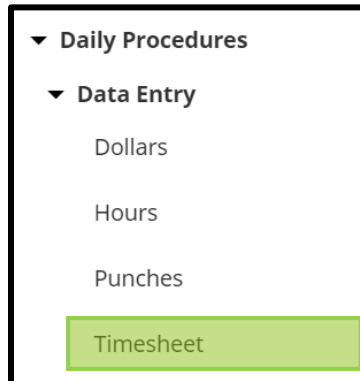 Daily Procedures
Data Entry
Dollars
Hours
Punches
Timesheet